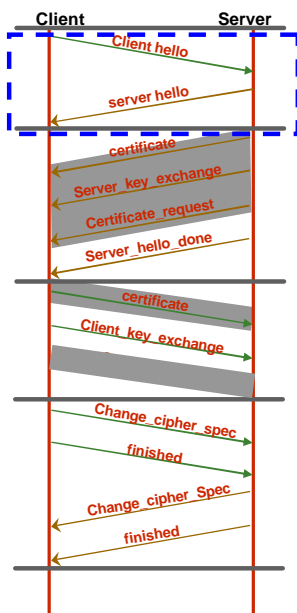 Client Server
Client hello
server hello
certificate
Server_key_exchange
Certificate_request
Server_hello_done
certificate
Client_key_exchange
Change_cipher_spec
finished
Change_cipher_Spec
finished